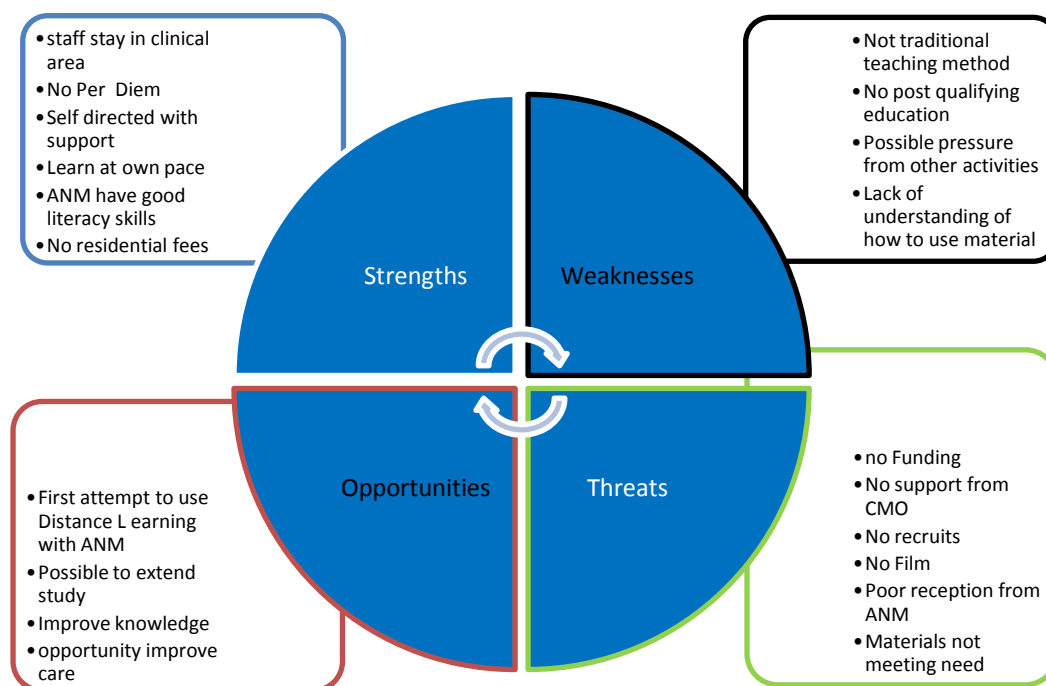 •staff stay in clinical
area
•No Per Diem
•Self directed with
support
•Learn at own pace
•ANM have good
literacy skills
•No residential fees
•Not traditional
teaching method
•No post qualifying
education
•Possible pressure
from other activities
•Lack of
understanding of
how to use material
Strengths
Weaknesses
Opportunities
Threats
•First attempt to use
Distance L earning
with ANM
•Possible to extend
study
•Improve knowledge
•opportunity improve
care
•no Funding
•No support from
CMO
•No recruits
•No Film
•Poor reception from
ANM
•Materials not
meeting need